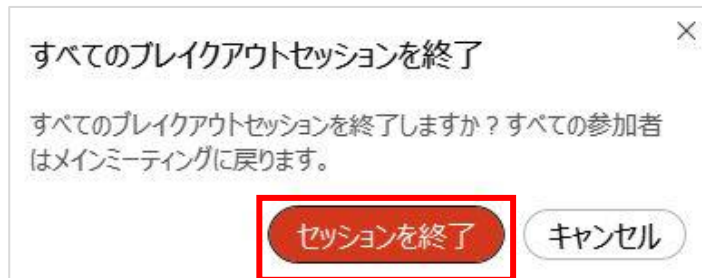 すべてのブレイクアウトセッションを終了
すべてのブレイクアウトセッションを終了しますか？すべての参加者
はメインミーティングに戻ります。
セッションを終了 キャンセル